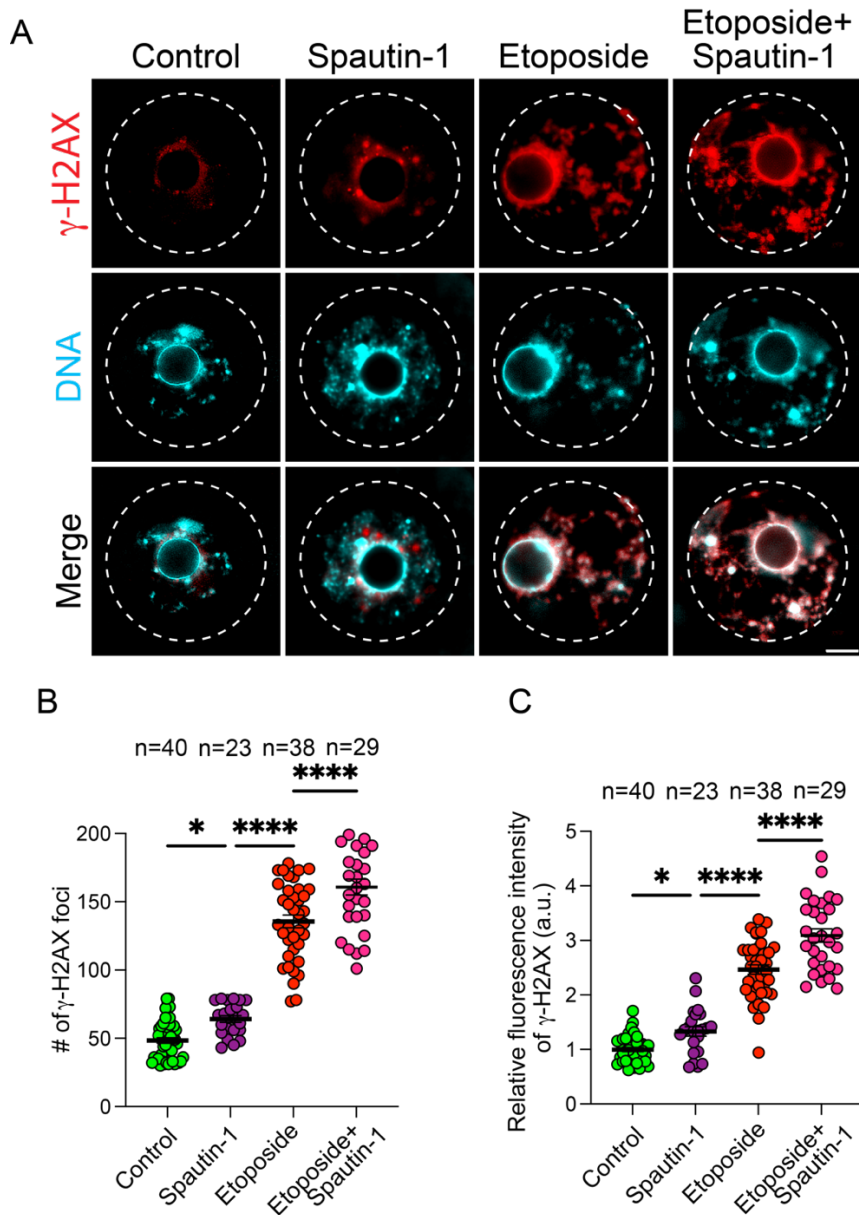 A
Control
Spautin-1
Etoposide
Etoposide+
Spautin-1
γ-H2AX
DNA
Merge
B
n=40 n=23 n=38 n=29
****
* ****
# of γ-H2AX foci
200
150
100
50
0
Control
Spautin-1
Etoposide
Etoposide+
Spautin-1
C
n=40 n=23 n=38 n=29
****
* ****
Relative fluorescence intensity
of γ-H2AX (a.u.)
5
4
3
2
1
0
Control
Spautin-1
Etoposide
Etoposide+
Spautin-1